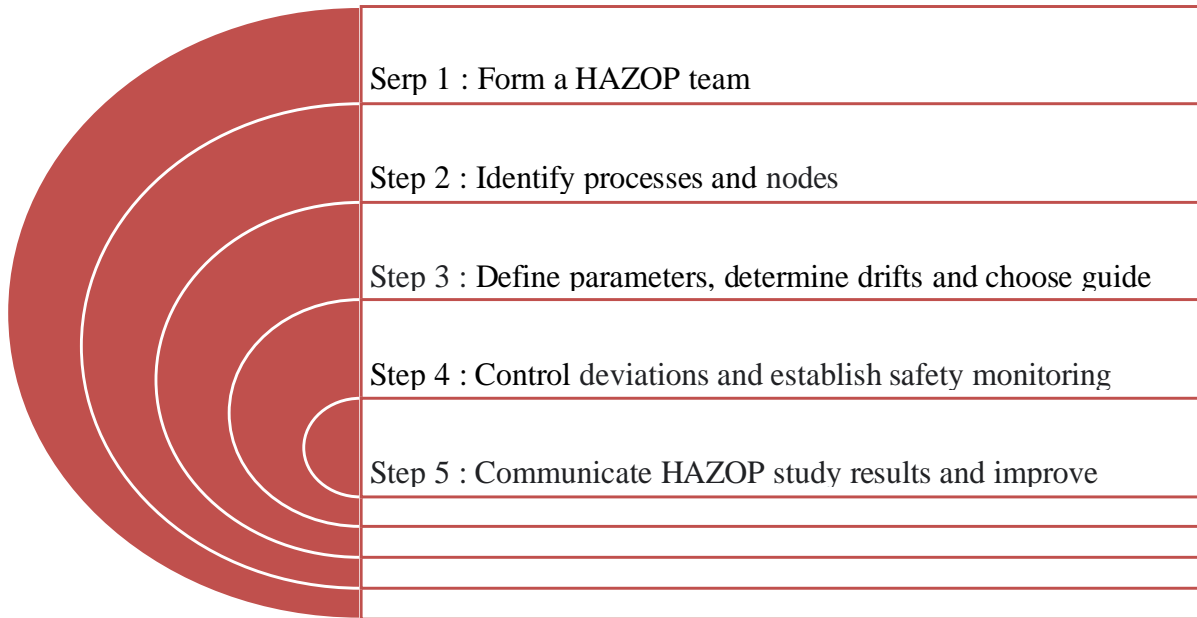 Serp 1 : Form a HAZOP team
Step 2 : Identify processes and nodes
Step 3 : Define parameters, determine drifts and choose guide
Step 4 : Control deviations and establish safety monitoring
Step 5 : Communicate HAZOP study results and improve